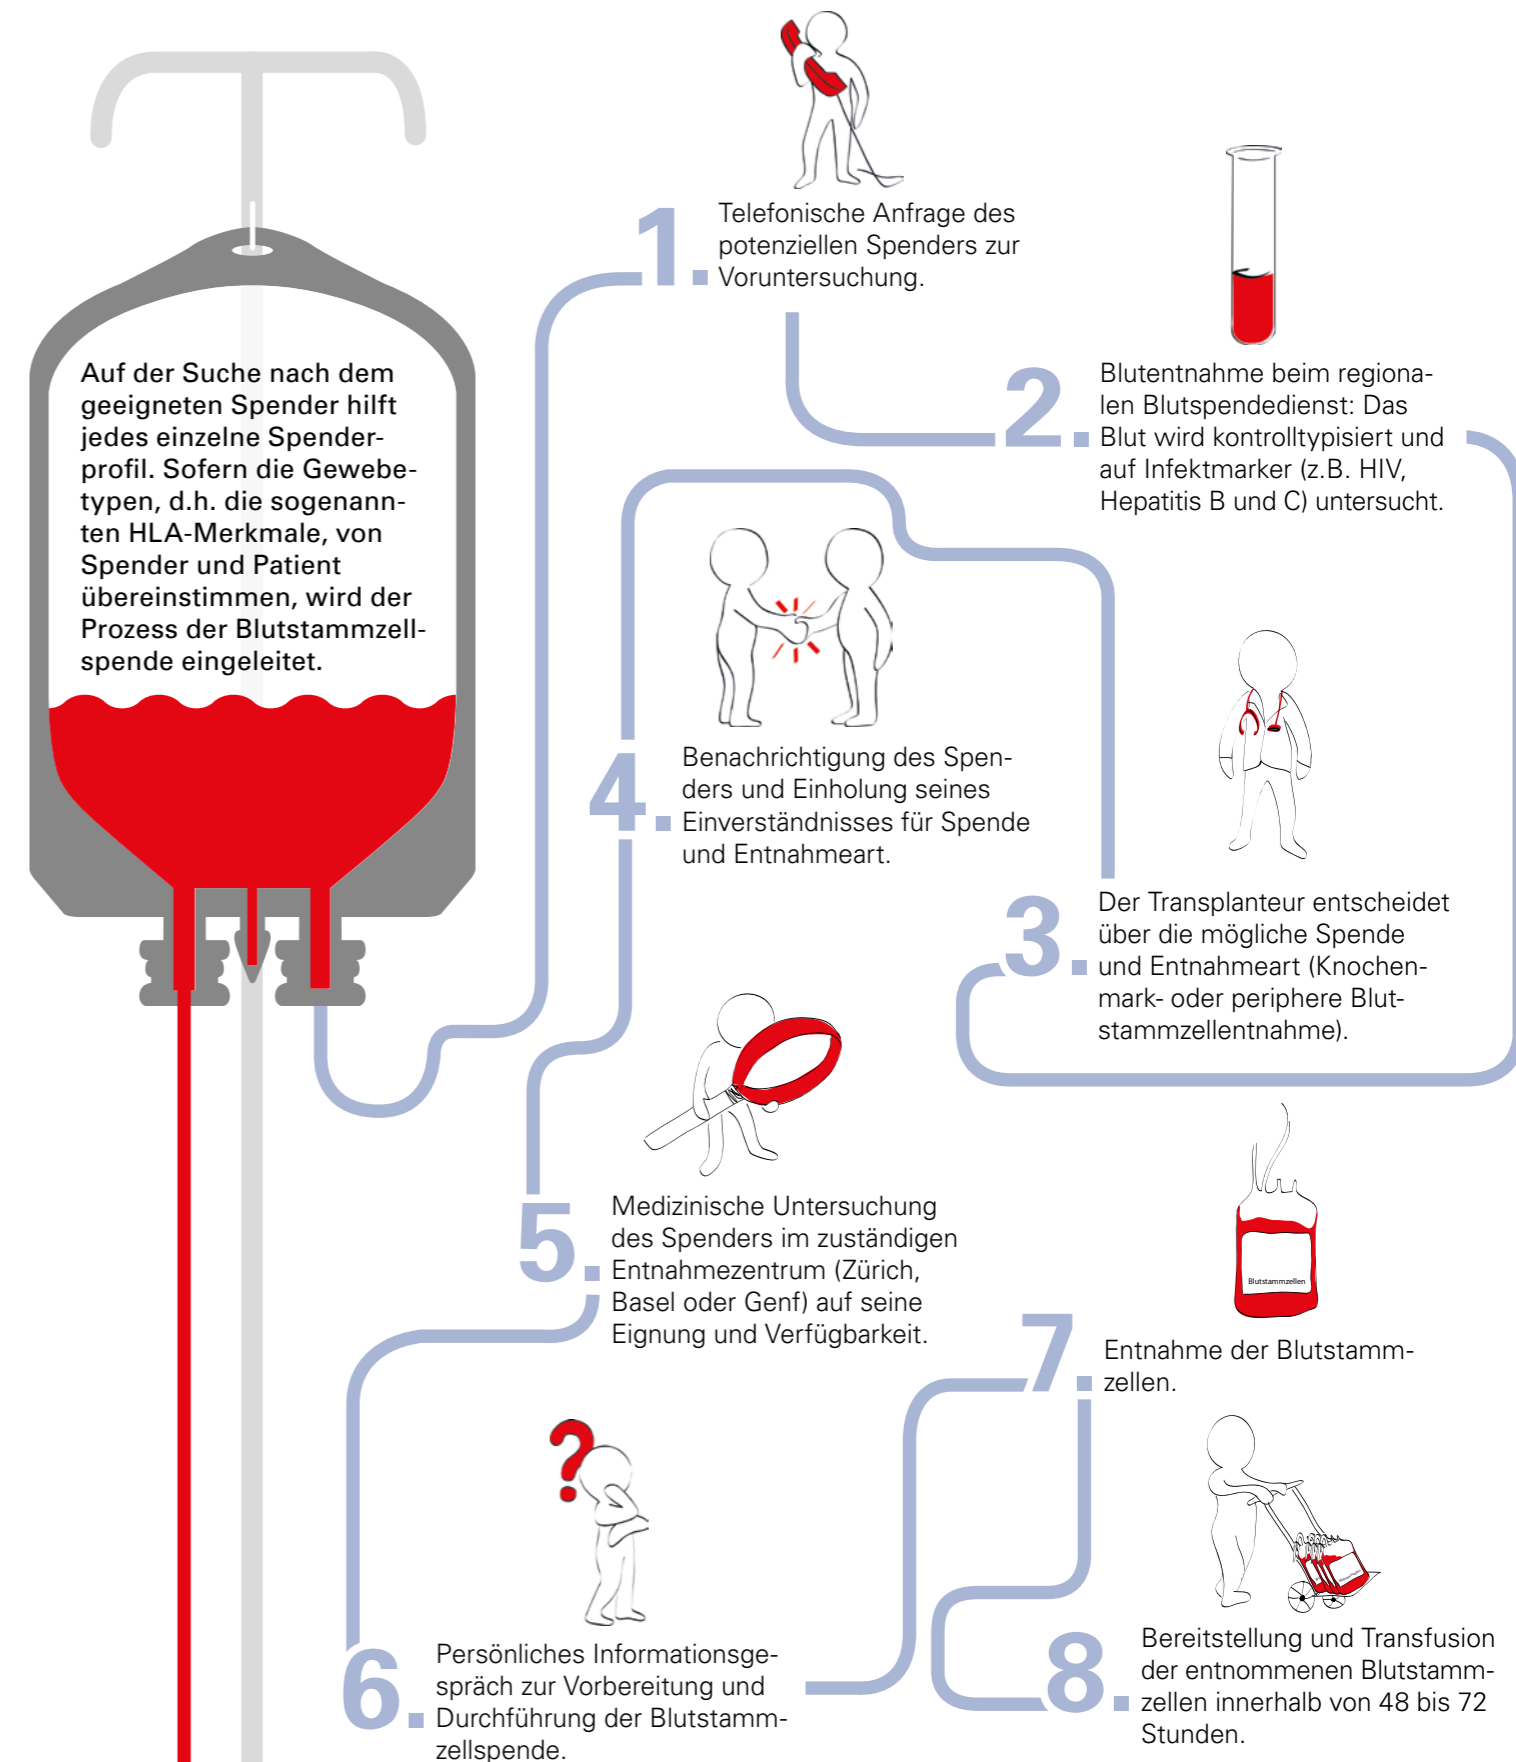 Auf der Suche nach dem
geeigneten Spender hilft
jedes einzelne Spender-
profil. Sofern die Gewebe-
typen, d.h. die sogenann-
ten HLA-Merkmale, von
Spender und Patient
übereinstimmen, wird der
Prozess der Blutstammzell-
spende eingeleitet.
1.
Telefonische Anfrage des
potenziellen Spenders zur
Voruntersuchung.
2.
Blutentnahme beim regiona-
len Blutspendedienst: Das
Blut wird kontrolltypisiert und
auf Infektmarker (z.B. HIV,
Hepatitis B und C) untersucht.
3.
Der Transplanteur entscheidet
über die mögliche Spende
und Entnahmeart (Knochen-
mark- oder periphere Blut-
stammzellentnahme).
4.
Benachrichtigung des Spen-
ders und Einholung seines
Einverständnisses für Spende
und Entnahmeart.
5.
Medizinische Untersuchung
des Spenders im zuständigen
Entnahmezentrum (Zürich,
Basel oder Genf) auf seine
Eignung und Verfügbarkeit.
6.
Persönliches Informationsge-
spräch zur Vorbereitung und
Durchführung der Blutstamm-
zellspende.
Blutstammzellen
7.
Entnahme der Blutstamm-
zellen.
8.
Bereitstellung und Transfusion
der entnommenen Blutstamm-
zellen innerhalb von 48 bis 72
Stunden.